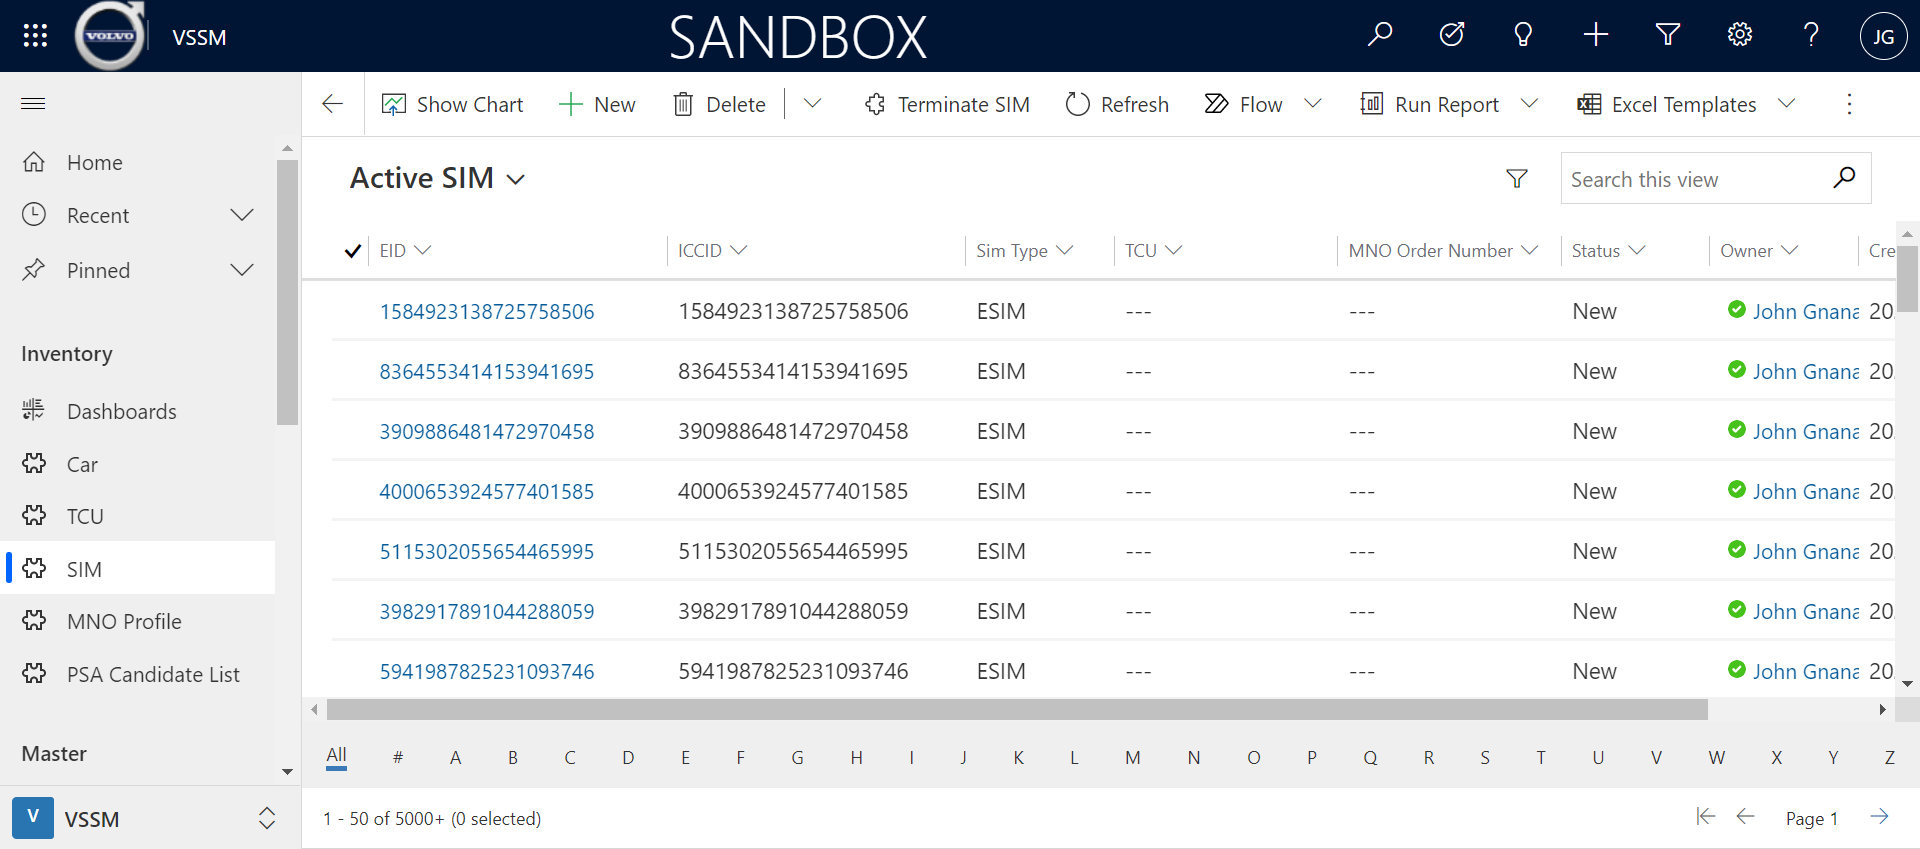 VOLVO VSSM SANDBOX JG
Show Chart New Delete Terminate SIM Refresh Flow Run Report Excel Templates
Home
Recent
Pinned
Inventory
Dashboards
Car
TCU
SIM
MNO Profile
PSA Candidate List
Master
V VSSM
Active SIM Search this view
EID ICCID Sim Type TCU MNO Order Number Status Owner Cre
1584923138725758506 1584923138725758506 ESIM --- --- New John Gnana 20
8364553414153941695 8364553414153941695 ESIM --- --- New John Gnana 20
3909886481472970458 3909886481472970458 ESIM --- --- New John Gnana 20
4000653924577401585 4000653924577401585 ESIM --- --- New John Gnana 20
5115302055654465995 5115302055654465995 ESIM --- --- New John Gnana 20
3982917891044288059 3982917891044288059 ESIM --- --- New John Gnana 20
5941987825231093746 5941987825231093746 ESIM --- --- New John Gnana 20
All # A B C D E F G H I J K L M N O P Q R S T U V W X Y Z
1 - 50 of 5000+ (0 selected) Page 1